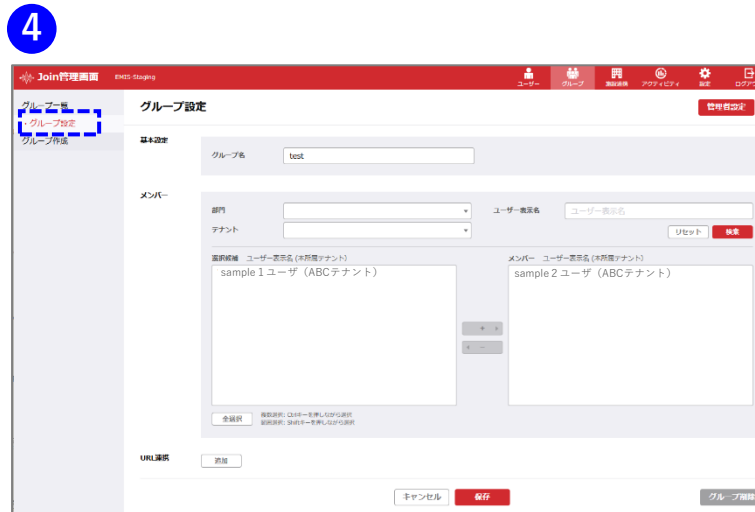 4
Join管理画面 EMIS-Staging
ユーザー グループ 施設連携 アクティビティ 設定 ログアウ
グループ一覧
・グループ設定
グループ作成
グループ設定
管理者設定
基本設定
グループ名 test
メンバー
部門 ユーザー表示名 ユーザー表示名
テナント
リセット 検索
選択候補 ユーザー表示名 (本所属テナント) メンバー ユーザー表示名 (本所属テナント)
sample 1 ユーザ（ABCテナント） sample 2 ユーザ（ABCテナント）
+ ›
‹ −
全選択 複数選択: Ctrlキーを押しながら選択
範囲選択: Shiftキーを押しながら選択
URL連携 追加
キャンセル 保存 グループ削除